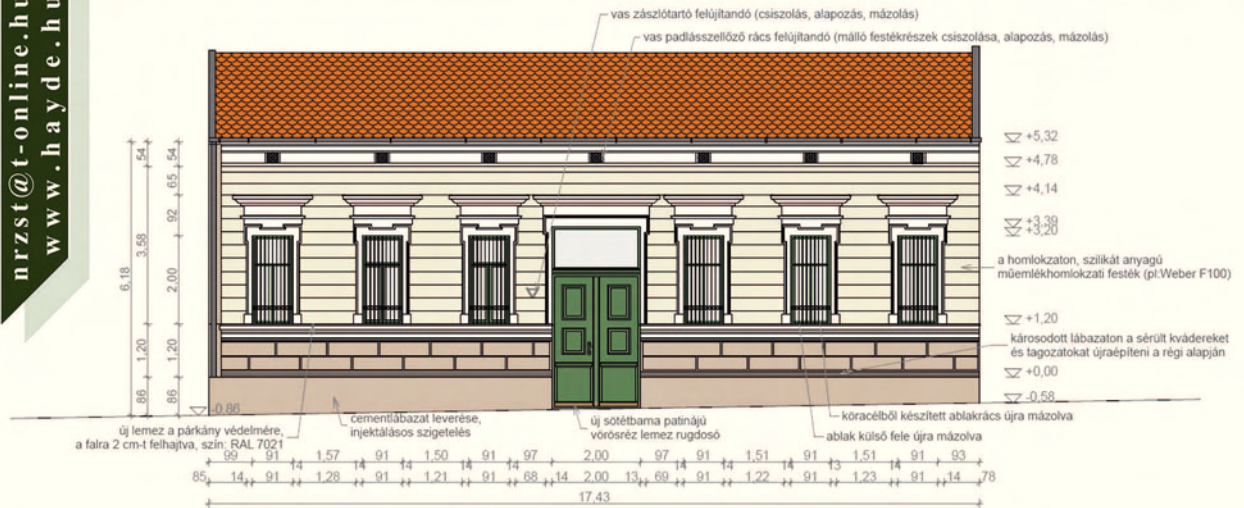 nrzst@t-online.hu
www.hayde.hu
vas zászlótartó felújítandó (csiszolás, alapozás, mázolás)
vas padlásszellőző rács felújítandó (málló festékrészek csiszolása, alapozás, mázolás)
+5,32
+4,78
+4,14
+3,39
+3,20
a homlokzaton, szilikát anyagú
műemlékhomlokzati festék (pl:Weber F100)
+1,20
károsodott lábazaton a sérült kvádereket
és tagozatokat újraépíteni a régi alapján
+0,00
-0,58
6,18
54 3,58 1,20 86
54 65 92 2,00 1,20 86
-0,86
cementlábazat leverése,
injektálásos szigetelés
új sötétbarna patinájú
vörösréz lemez rugdosó
köracélból készített ablakrács újra mázolva
ablak külső fele újra mázolva
új lemez a párkány védelmére,
a falra 2 cm-t felhajtva, szín: RAL 7021
99 91 1,57 91 1,50 91 97 2,00 97 91 1,51 91 1,51 91 93
14 14 14 14 14 14 14 14 14 13 14
85 14 91 1,28 91 1,21 91 68 14 2,00 13 69 91 1,22 91 1,23 91 14 78
17,43